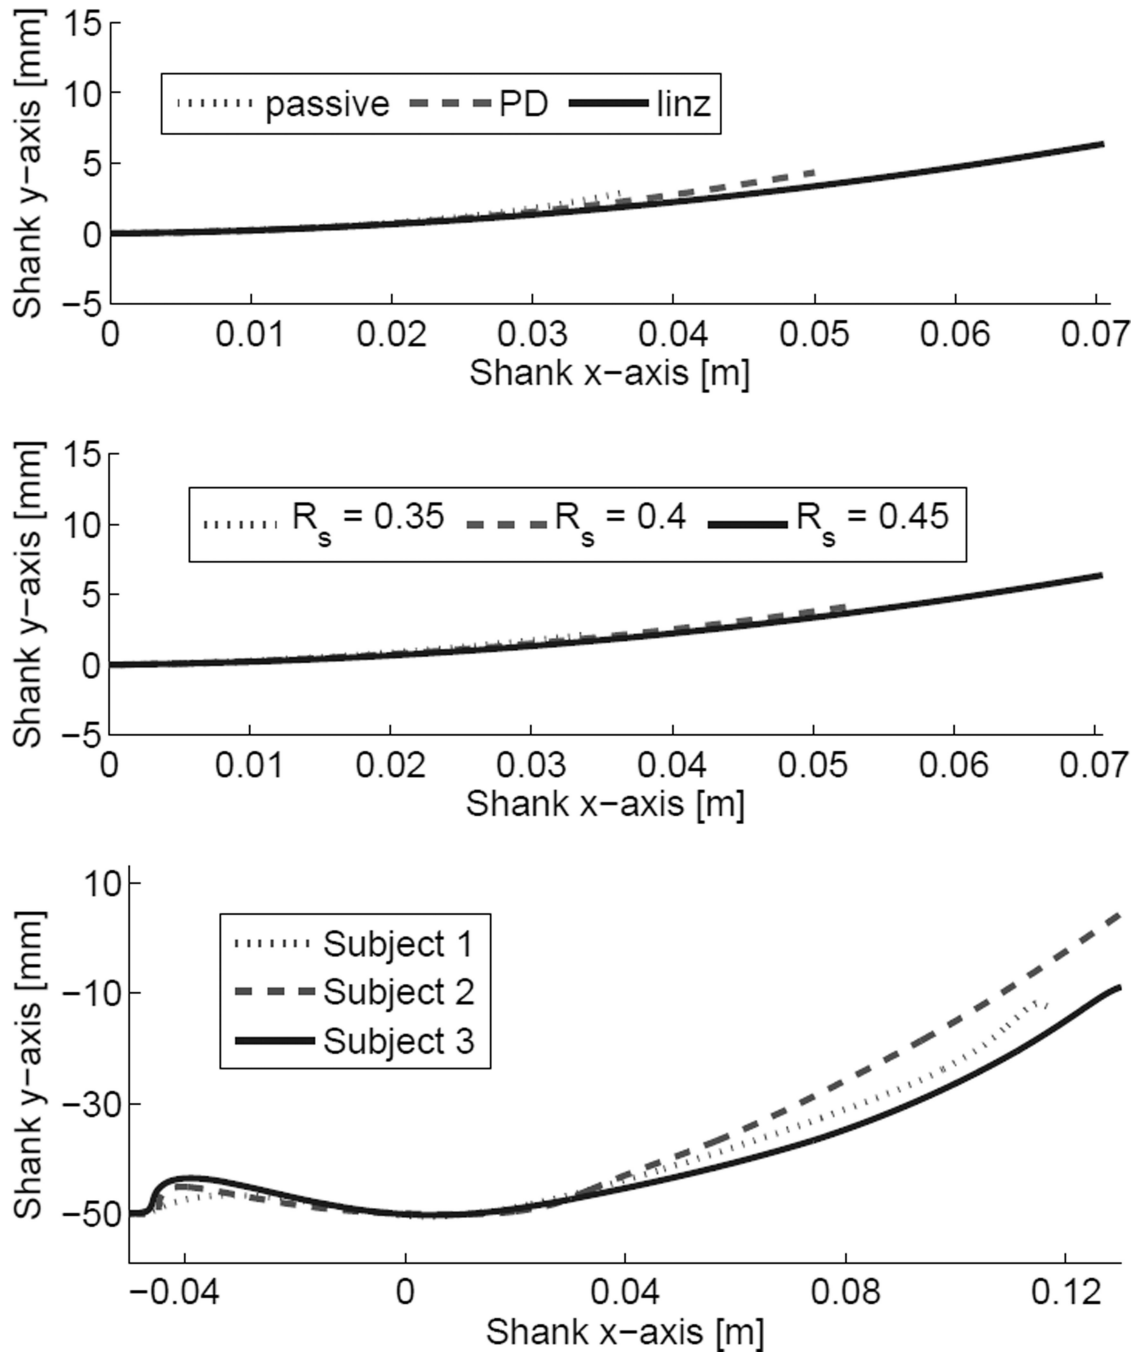 15
10
5
0
−5
Shank y−axis [mm]
passive PD linz
0 0.01 0.02 0.03 0.04 0.05 0.06 0.07
Shank x−axis [m]
15
10
5
0
−5
Shank y−axis [mm]
Rs = 0.35 Rs = 0.4 Rs = 0.45
0 0.01 0.02 0.03 0.04 0.05 0.06 0.07
Shank x−axis [m]
10
−10
−30
−50
Shank y−axis [mm]
Subject 1
Subject 2
Subject 3
−0.04 0 0.04 0.08 0.12
Shank x−axis [m]